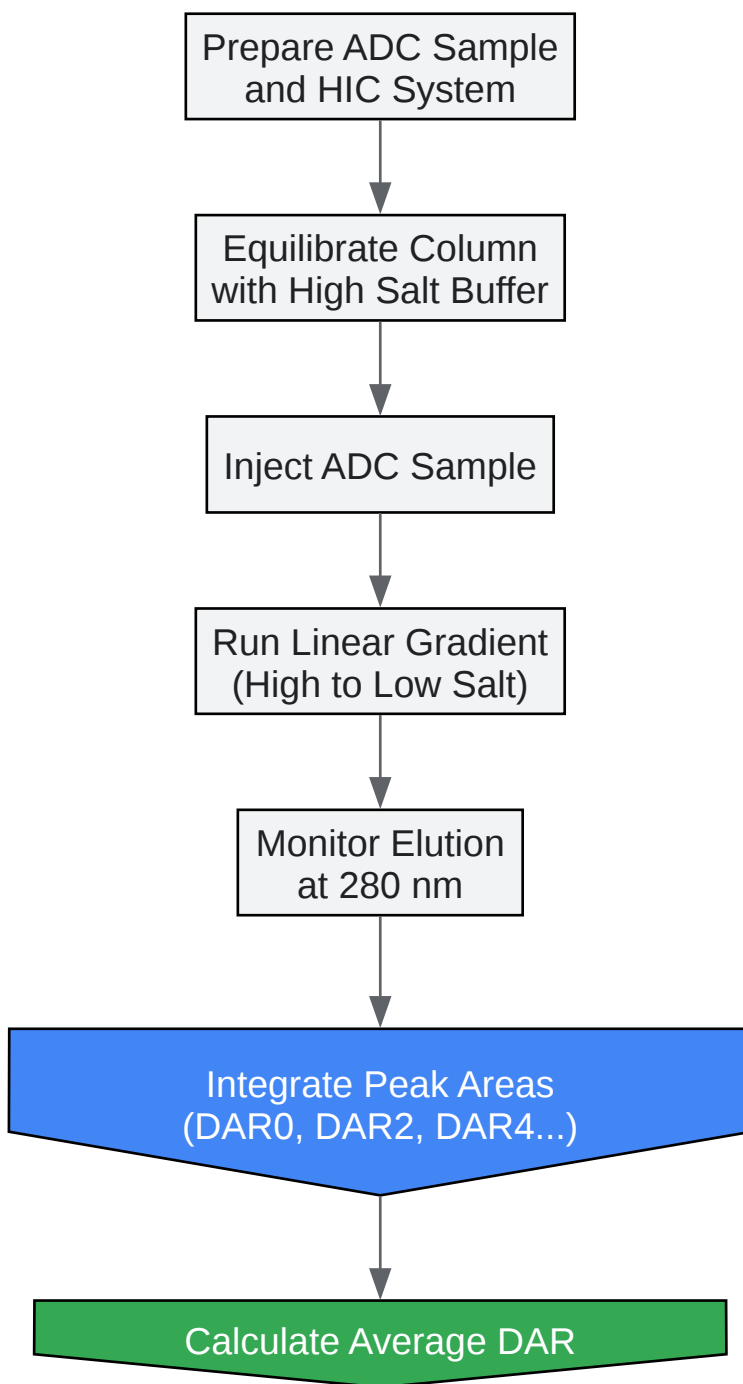 Prepare ADC Sample
and HIC System
Equilibrate Column
with High Salt Buffer
Inject ADC Sample
Run Linear Gradient
(High to Low Salt)
Monitor Elution
at 280 nm
Integrate Peak Areas
(DAR0, DAR2, DAR4...)
Calculate Average DAR